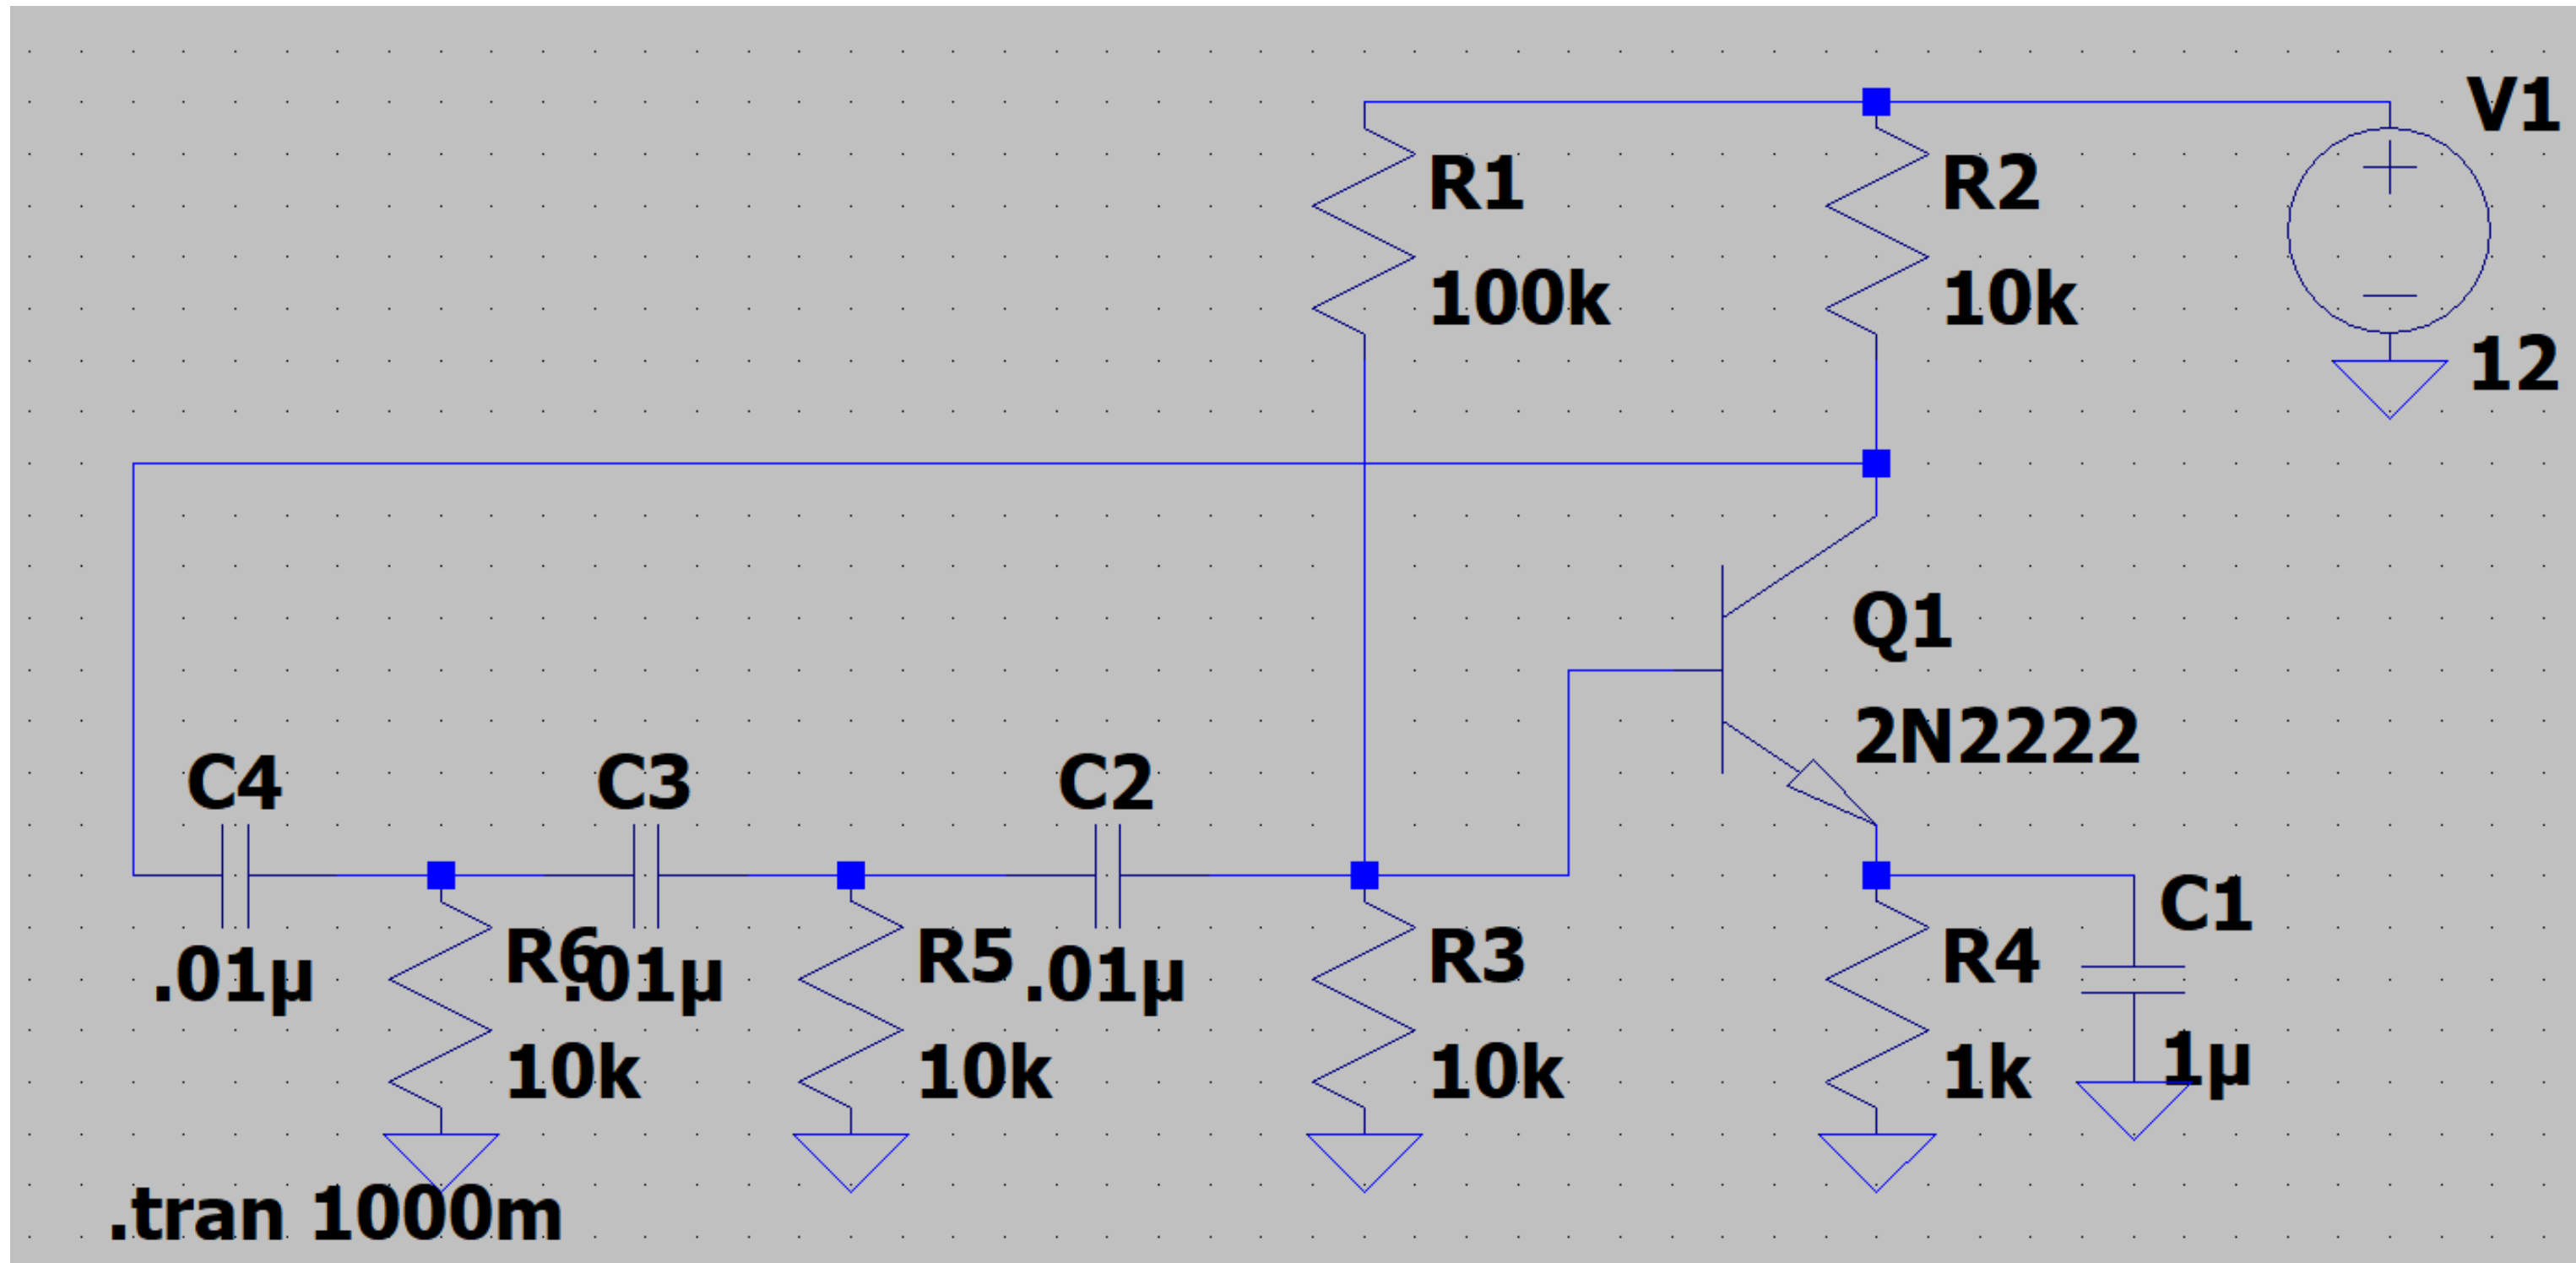 V1
R1
R2
100k
10k
12
Q1
2N2222
C4
C3
C2
C1
R6
R5
R3
R4
.01µ
.01µ
.01µ
10k
10k
10k
1k
1µ
.tran 1000m